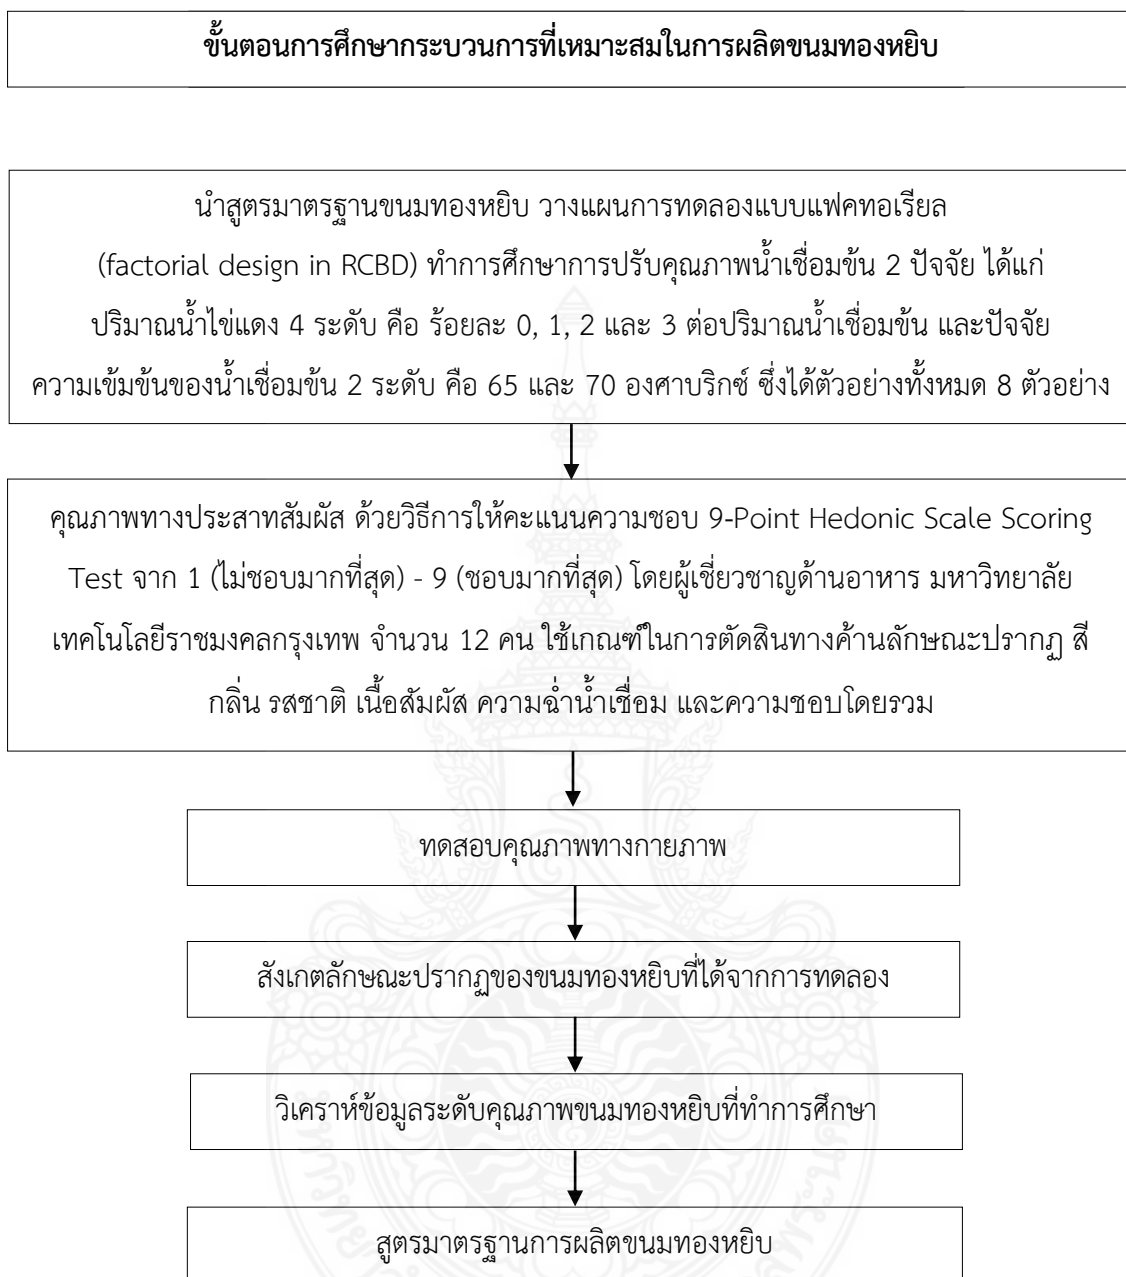 ขั้นตอนการศึกษากระบวนการที่เหมาะสมในการผลิตขนมทองหยิบ
นำสูตรมาตรฐานขนมทองหยิบ วางแผนการทดลองแบบแฟคทอเรียล
(factorial design in RCBD) ทำการศึกษาการปรับคุณภาพน้ำเชื่อมข้น 2 ปัจจัย ได้แก่
ปริมาณน้ำไข่แดง 4 ระดับ คือ ร้อยละ 0, 1, 2 และ 3 ต่อปริมาณน้ำเชื่อมข้น และปัจจัย
ความเข้มข้นของน้ำเชื่อมข้น 2 ระดับ คือ 65 และ 70 องศาบริกซ์ ซึ่งได้ตัวอย่างทั้งหมด 8 ตัวอย่าง
คุณภาพทางประสาทสัมผัส ด้วยวิธีการให้คะแนนความชอบ 9-Point Hedonic Scale Scoring
Test จาก 1 (ไม่ชอบมากที่สุด) - 9 (ชอบมากที่สุด) โดยผู้เชี่ยวชาญด้านอาหาร มหาวิทยาลัย
เทคโนโลยีราชมงคลกรุงเทพ จำนวน 12 คน ใช้เกณฑ์ในการตัดสินทางค้านลักษณะปรากฏ สี
กลิ่น รสชาติ เนื้อสัมผัส ความฉ่ำน้ำเชื่อม และความชอบโดยรวม
ทดสอบคุณภาพทางกายภาพ
สังเกตลักษณะปรากฏของขนมทองหยิบที่ได้จากการทดลอง
วิเคราห์ข้อมูลระดับคุณภาพขนมทองหยิบที่ทำการศึกษา
สูตรมาตรฐานการผลิตขนมทองหยิบ